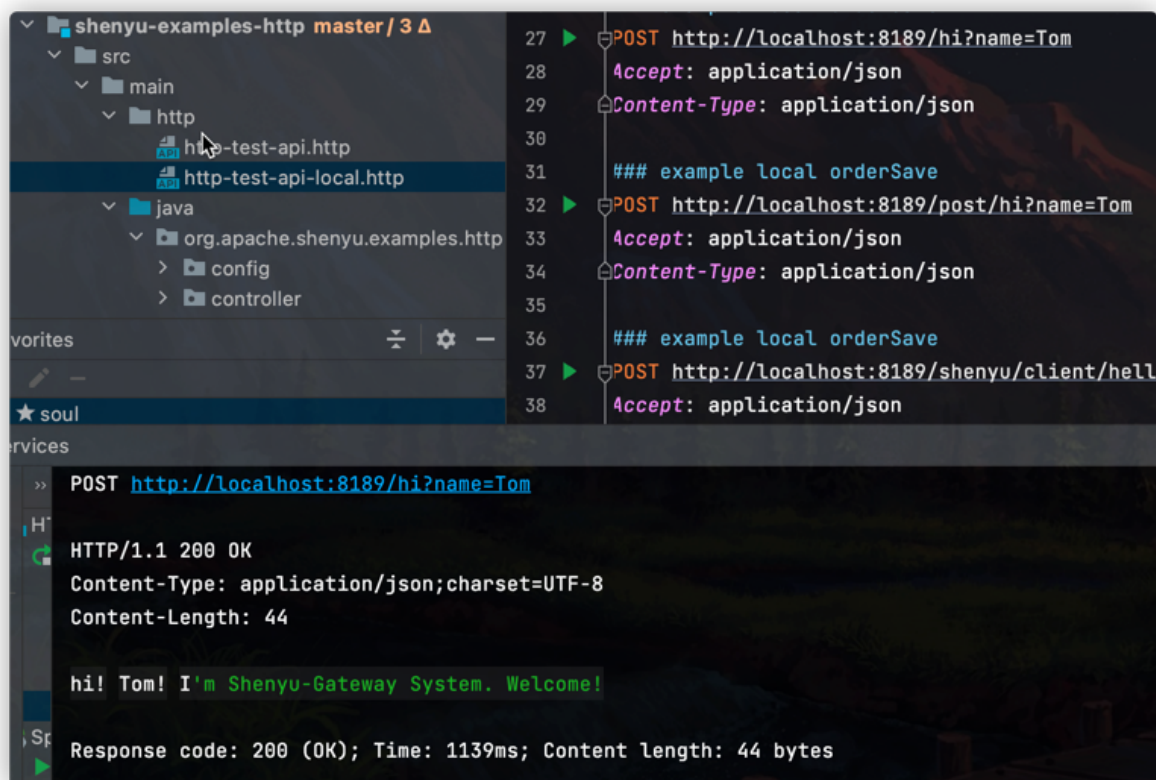 shenyu-examples-http master / 3 Δ
src
main
http
http-test-api.http
http-test-api-local.http
java
org.apache.shenyu.examples.http
config
controller
vorites
soul
27 POST http://localhost:8189/hi?name=Tom
28 Accept: application/json
29 Content-Type: application/json
30
31 ### example local orderSave
32 POST http://localhost:8189/post/hi?name=Tom
33 Accept: application/json
34 Content-Type: application/json
35
36 ### example local orderSave
37 POST http://localhost:8189/shenyu/client/hell
38 Accept: application/json
ervices
» POST http://localhost:8189/hi?name=Tom
HT
HTTP/1.1 200 OK
Content-Type: application/json;charset=UTF-8
Content-Length: 44
hi! Tom! I'm Shenyu-Gateway System. Welcome!
Sp
Response code: 200 (OK); Time: 1139ms; Content length: 44 bytes